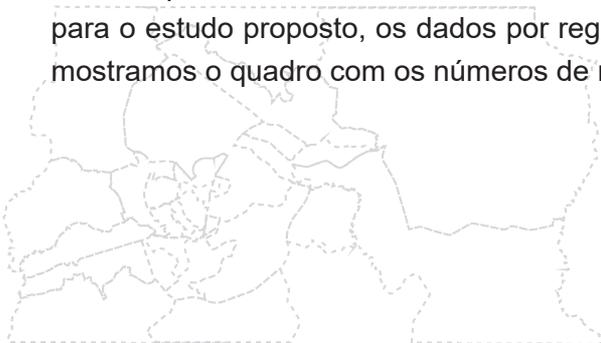 para o estudo proposto, os dados por reg
mostramos o quadro com os números de